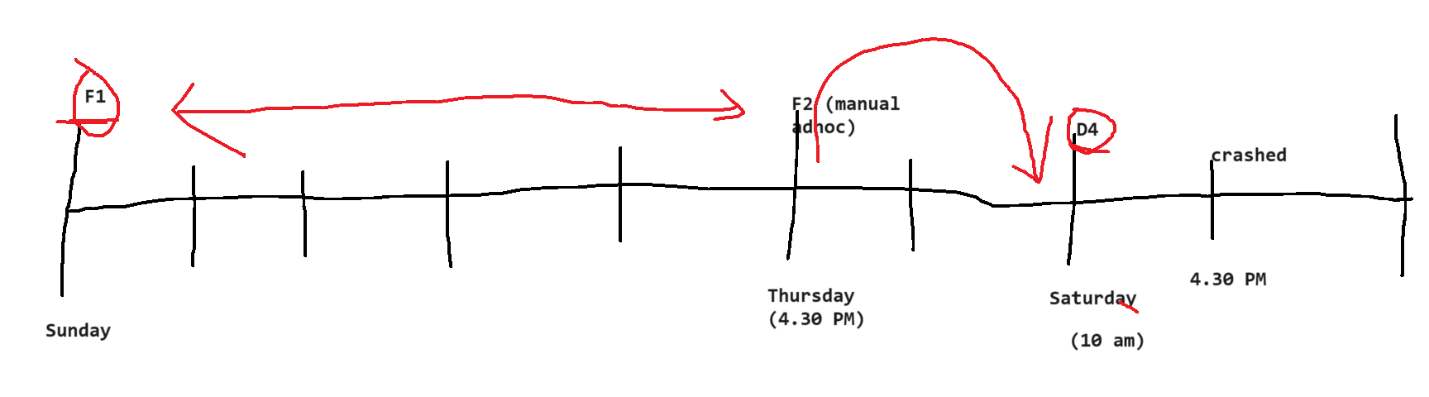 F1
F2 (manual
adhoc)
D4
crashed
Thursday
(4.30 PM)
Saturday
(10 am)
4.30 PM
Sunday